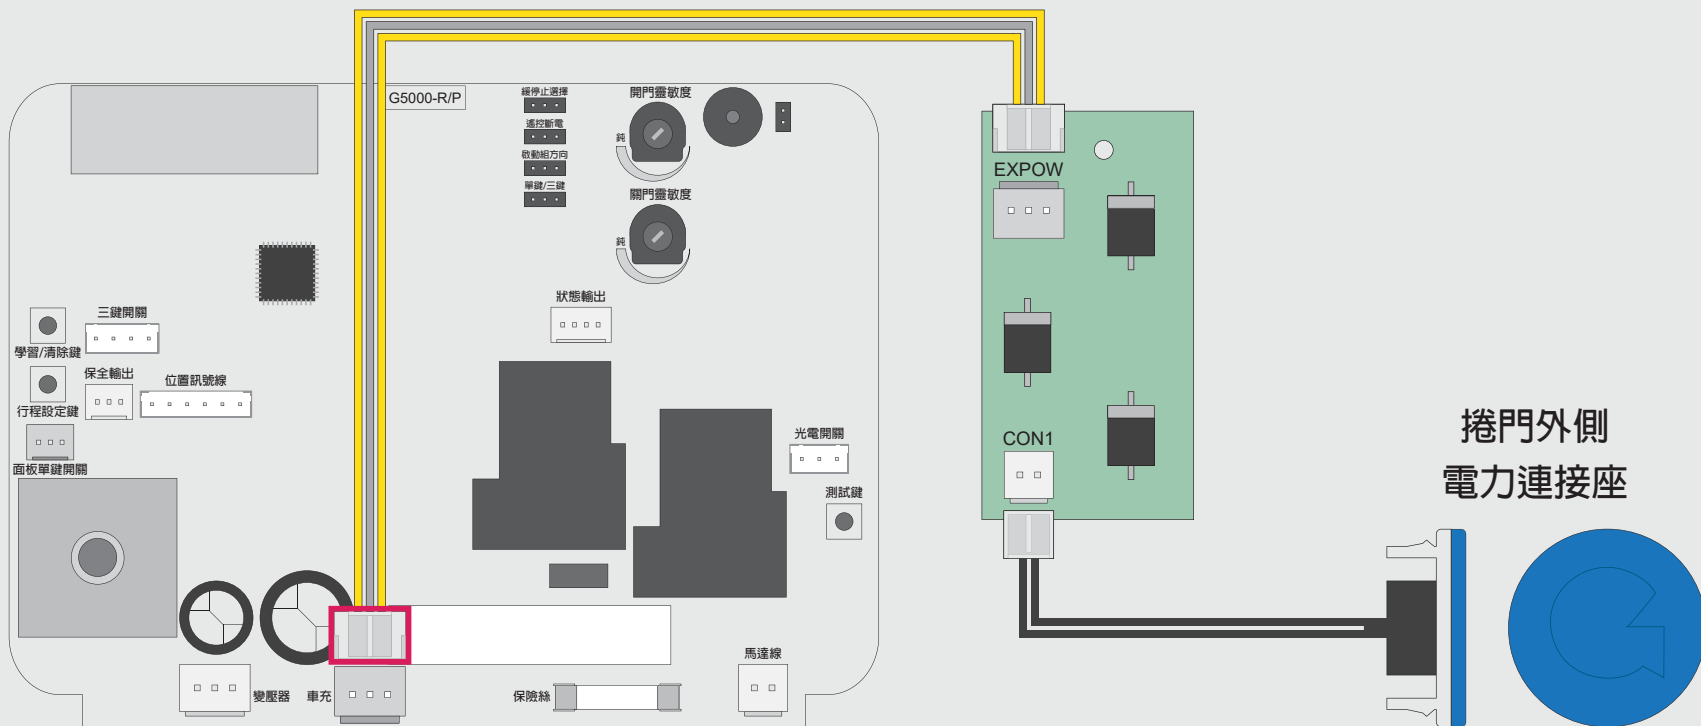 G5000-R/P
緩停止選擇
遙控斷電
啟動組方向
單鍵/三鍵
開門靈敏度
鈍
關門靈敏度
鈍
狀態輸出
三鍵開關
學習/清除鍵
保全輸出
位置訊號線
行程設定鍵
面板單鍵開關
光電開關
測試鍵
變壓器
車充
保險絲
馬達線
EXPOW
CON1
捲門外側
電力連接座